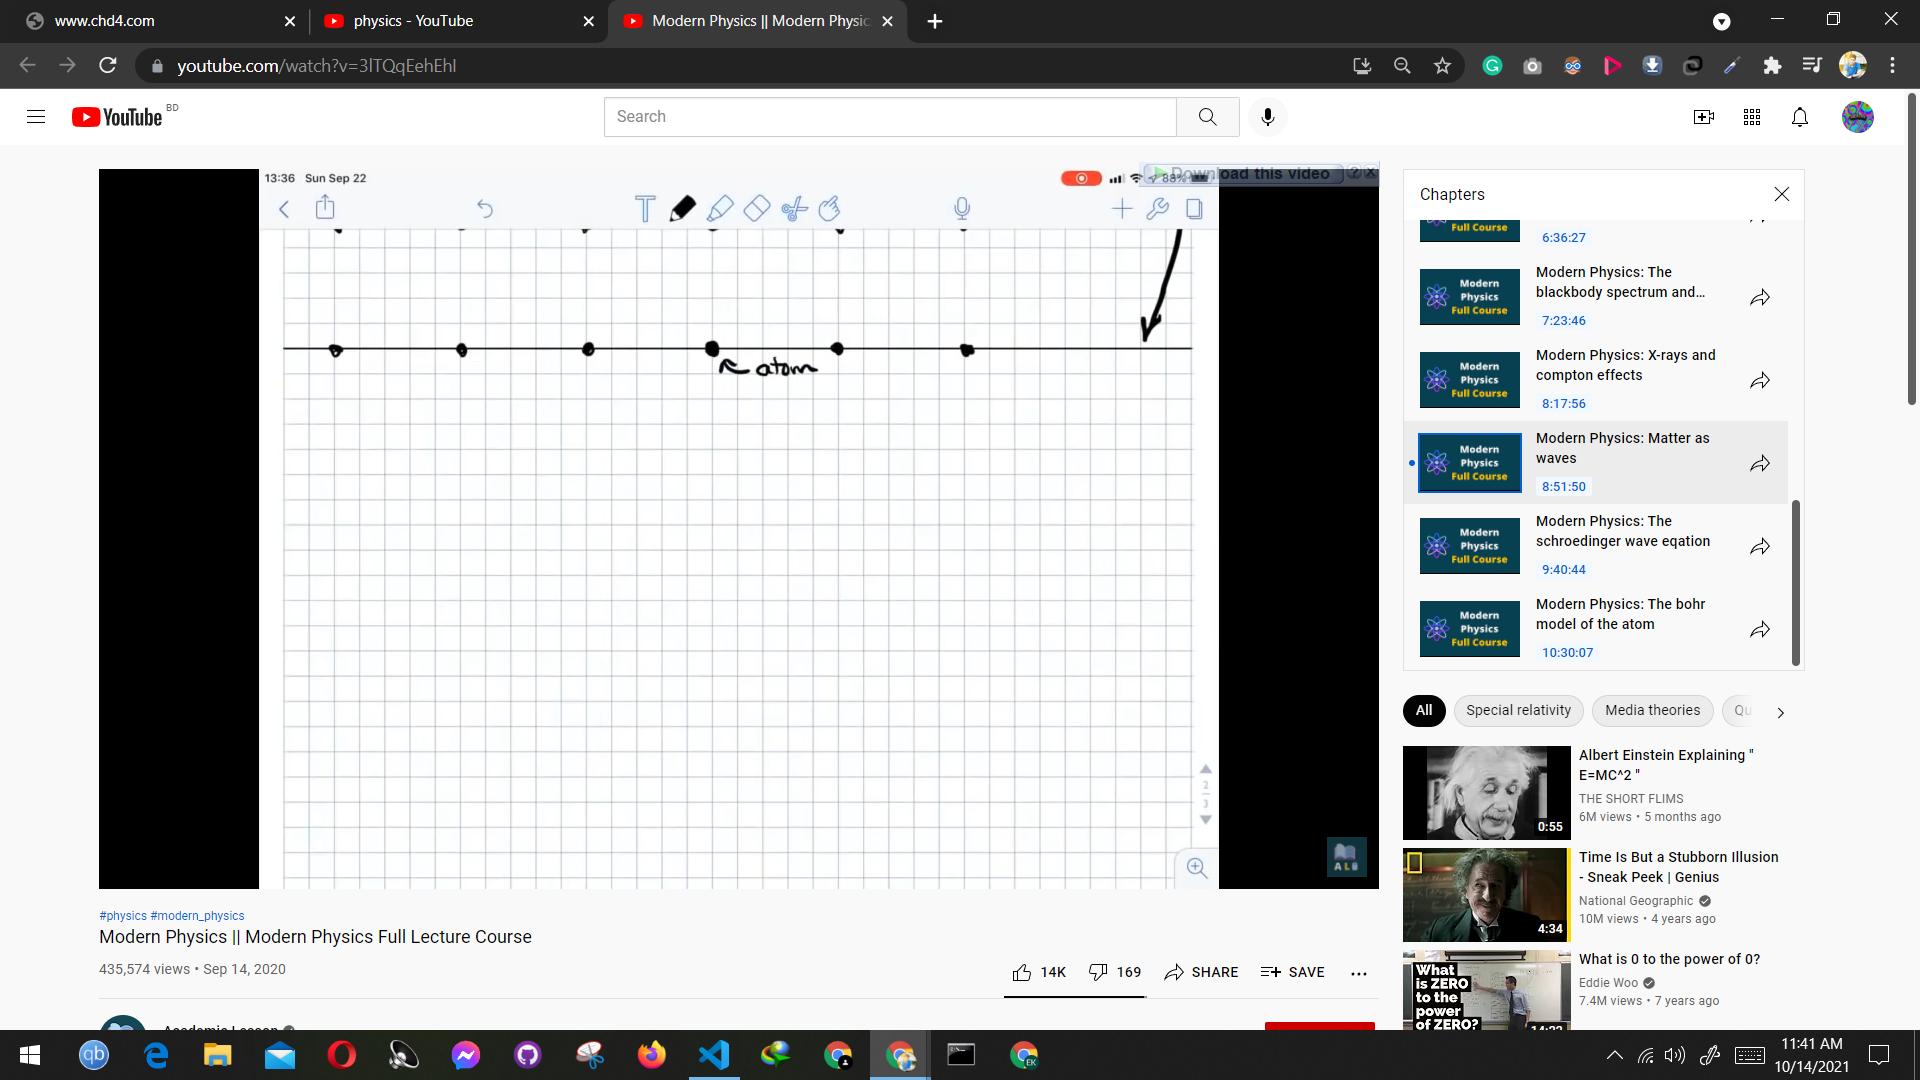 www.chd4.com
physics - YouTube
Modern Physics || Modern Physic
youtube.com/watch?v=3lTQqEehEhI
YouTube BD
Search
13:36 Sun Sep 22
Download this video
88%
atom
2
3
ALB
Chapters
Full Course
6:36:27
Modern Physics Full Course
Modern Physics: The
blackbody spectrum and...
7:23:46
Modern Physics Full Course
Modern Physics: X-rays and
compton effects
8:17:56
Modern Physics Full Course
Modern Physics: Matter as
waves
8:51:50
Modern Physics Full Course
Modern Physics: The
schroedinger wave eqation
9:40:44
Modern Physics Full Course
Modern Physics: The bohr
model of the atom
10:30:07
All Special relativity Media theories Qu
Albert Einstein Explaining "
E=MC^2 "
THE SHORT FLIMS
6M views • 5 months ago
0:55
Time Is But a Stubborn Illusion
- Sneak Peek | Genius
National Geographic
10M views • 4 years ago
4:34
What is 0 to the power of 0?
Eddie Woo
7.4M views • 7 years ago
What
is ZERO
to the
power
of ZERO?
#physics #modern_physics
Modern Physics || Modern Physics Full Lecture Course
435,574 views • Sep 14, 2020
14K 169 SHARE SAVE
qb
EK
11:41 AM
10/14/2021